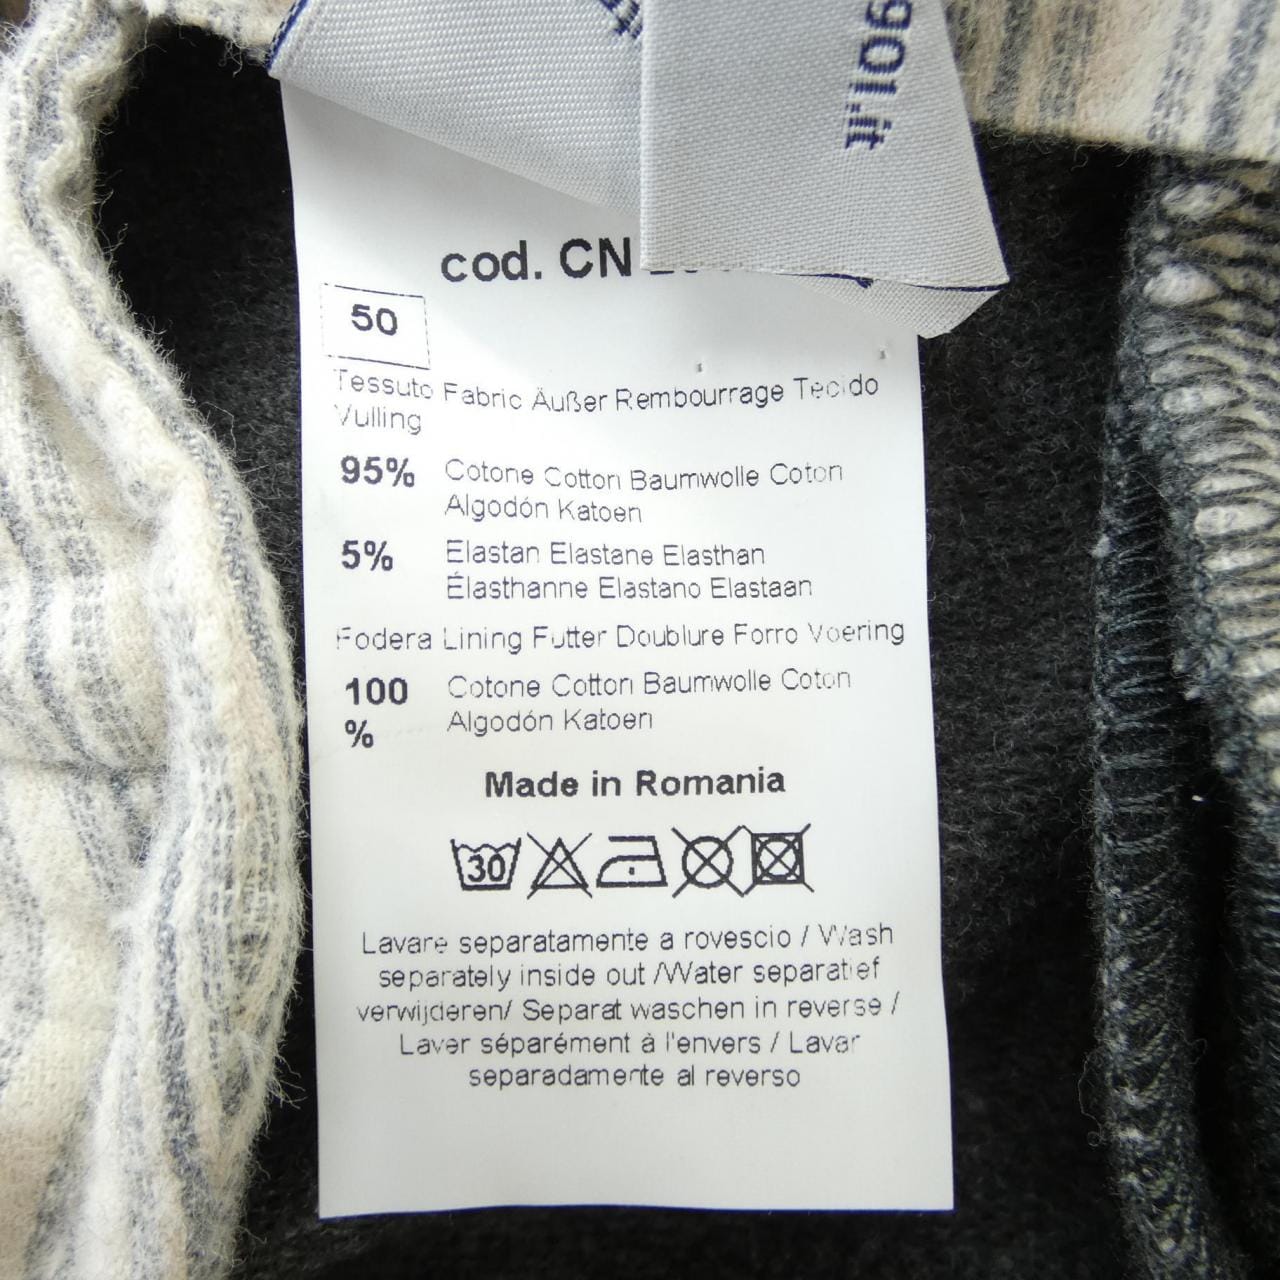 901.it
cod. CN
50
Tessuto Fabric Äußer Rembourrage Tecido
Vulling
95% Cotone Cotton Baumwolle Coton
Algodón Katoen
5% Elastan Elastane Elasthan
Élasthanne Elastano Elastaan
Fodera Lining Futter Doublure Forro Voering
100 Cotone Cotton Baumwolle Coton
% Algodón Katoen
Made in Romania
30
Lavare separatamente a rovescio / Wash
separately inside out /Water separatief
verwijderen/ Separat waschen in reverse /
Laver séparément à l'envers / Lavar
separadamente al reverso